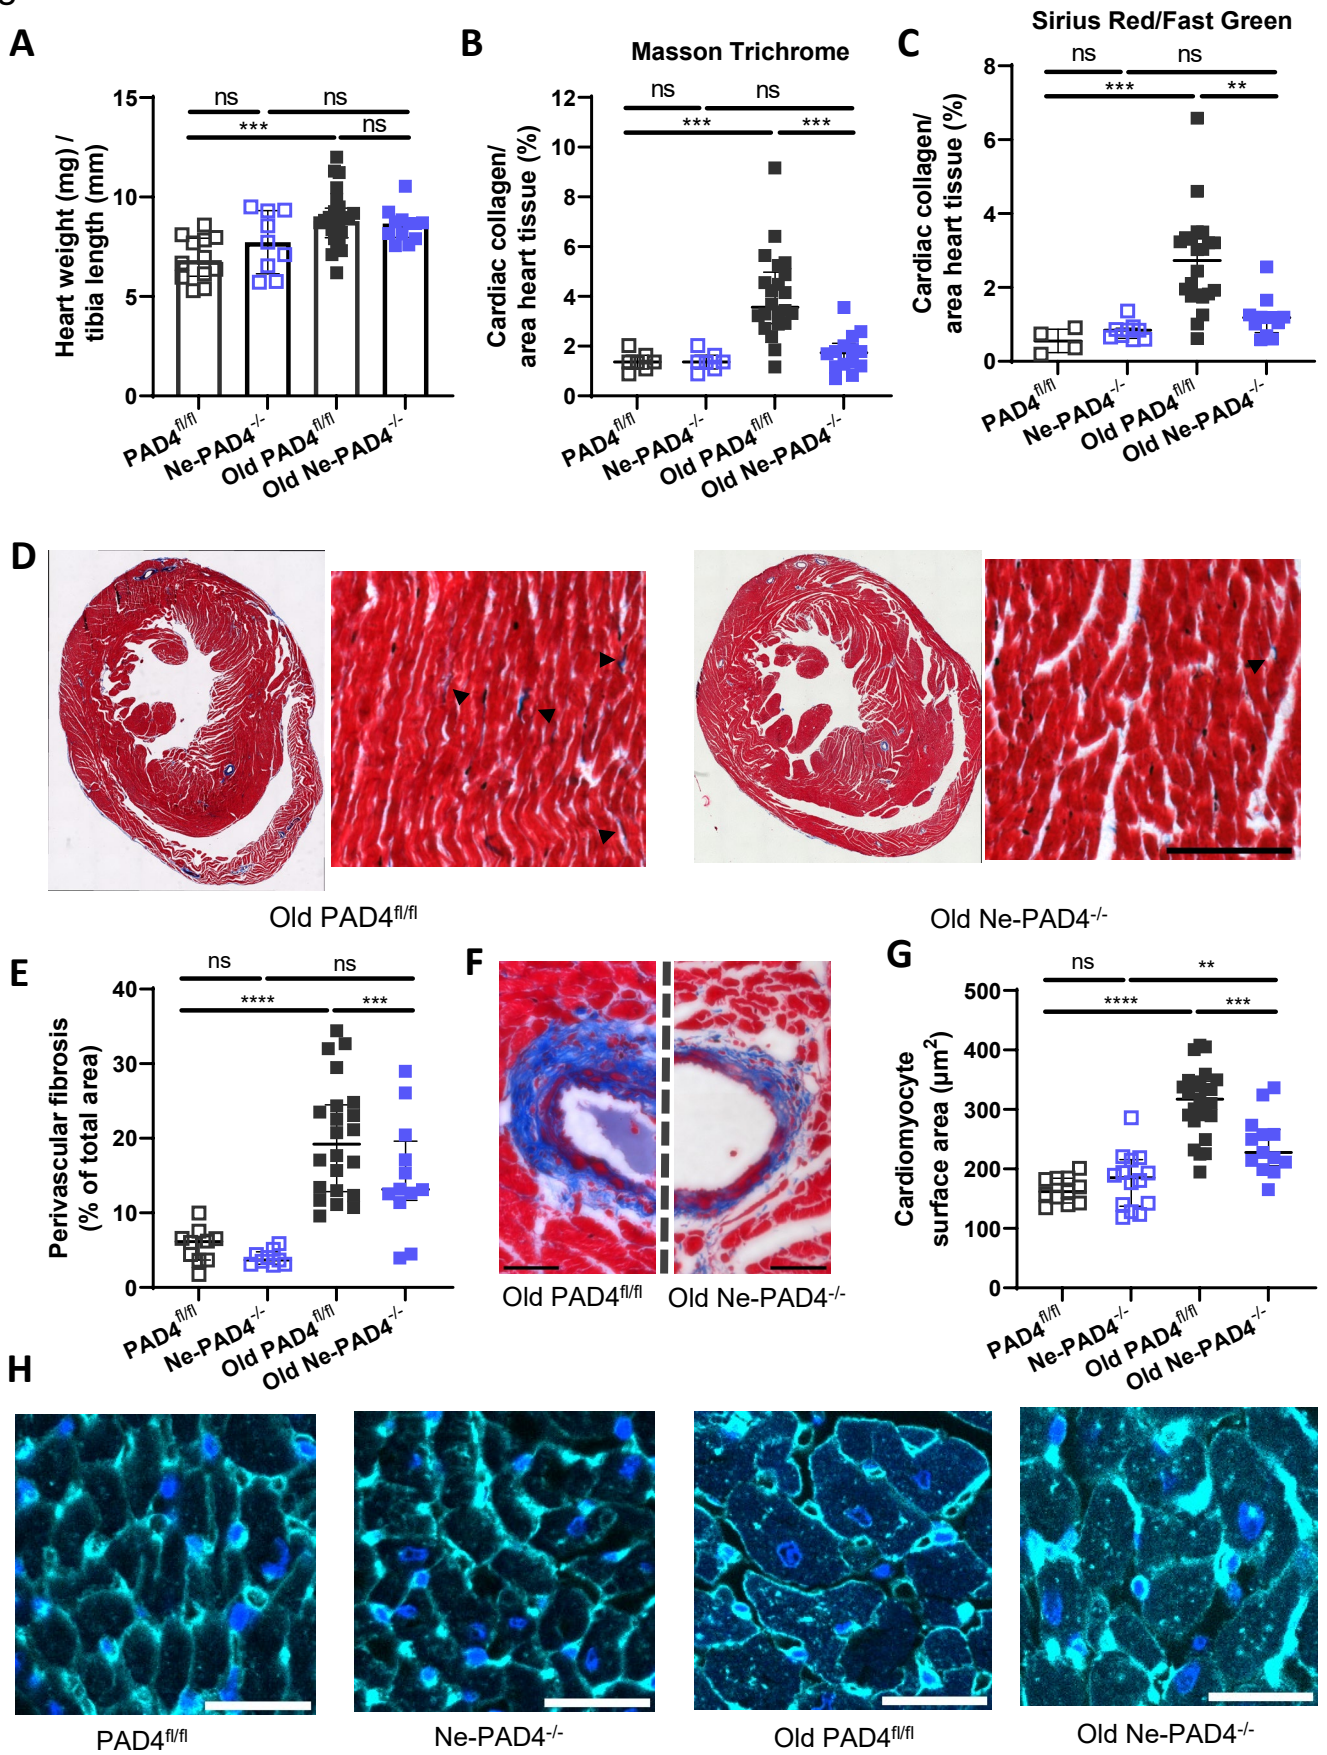 A
B
C
Sirius Red/Fast Green
Masson Trichrome
Heart weight (mg) /
tibia length (mm)
15
10
5
0
ns
ns
***
ns
PAD4fl/fl
Ne-PAD4-/-
Old PAD4fl/fl
Old Ne-PAD4-/-
Cardiac collagen/
area heart tissue (%)
12
10
8
6
4
2
0
ns
ns
***
***
PAD4fl/fl
Ne-PAD4-/-
Old PAD4fl/fl
Old Ne-PAD4-/-
Cardiac collagen/
area heart tissue (%)
8
6
4
2
0
ns
ns
***
**
PAD4fl/fl
Ne-PAD4-/-
Old PAD4fl/fl
Old Ne-PAD4-/-
D
Old PAD4fl/fl
Old Ne-PAD4-/-
E
Perivascular fibrosis
(% of total area)
40
30
20
10
0
ns
ns
****
***
PAD4fl/fl
Ne-PAD4-/-
Old PAD4fl/fl
Old Ne-PAD4-/-
F
Old PAD4fl/fl
Old Ne-PAD4-/-
G
Cardiomyocyte
surface area (µm2)
500
400
300
200
100
0
ns
**
****
***
PAD4fl/fl
Ne-PAD4-/-
Old PAD4fl/fl
Old Ne-PAD4-/-
H
PAD4fl/fl
Ne-PAD4-/-
Old PAD4fl/fl
Old Ne-PAD4-/-